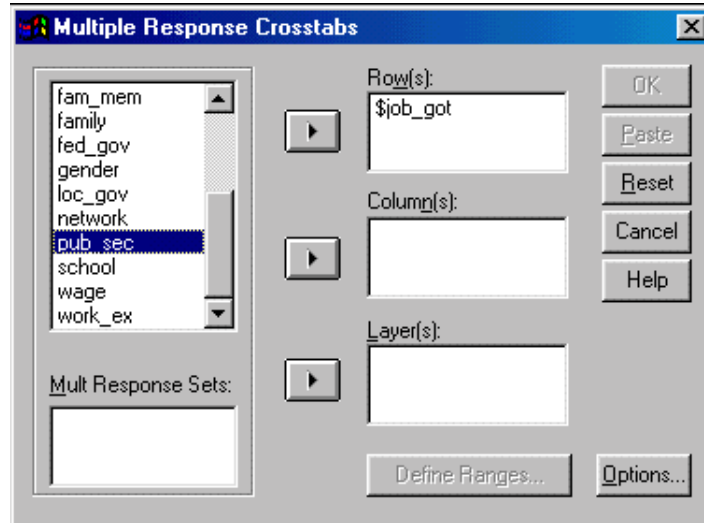 Multiple Response Crosstabs
fam_mem
family
fed_gov
gender
loc_gov
network
pub_sec
school
wage
work_ex
Mult Response Sets:
Row(s):
$job_got
Column(s):
Layer(s):
Define Ranges...
OK
Paste
Reset
Cancel
Help
Options...